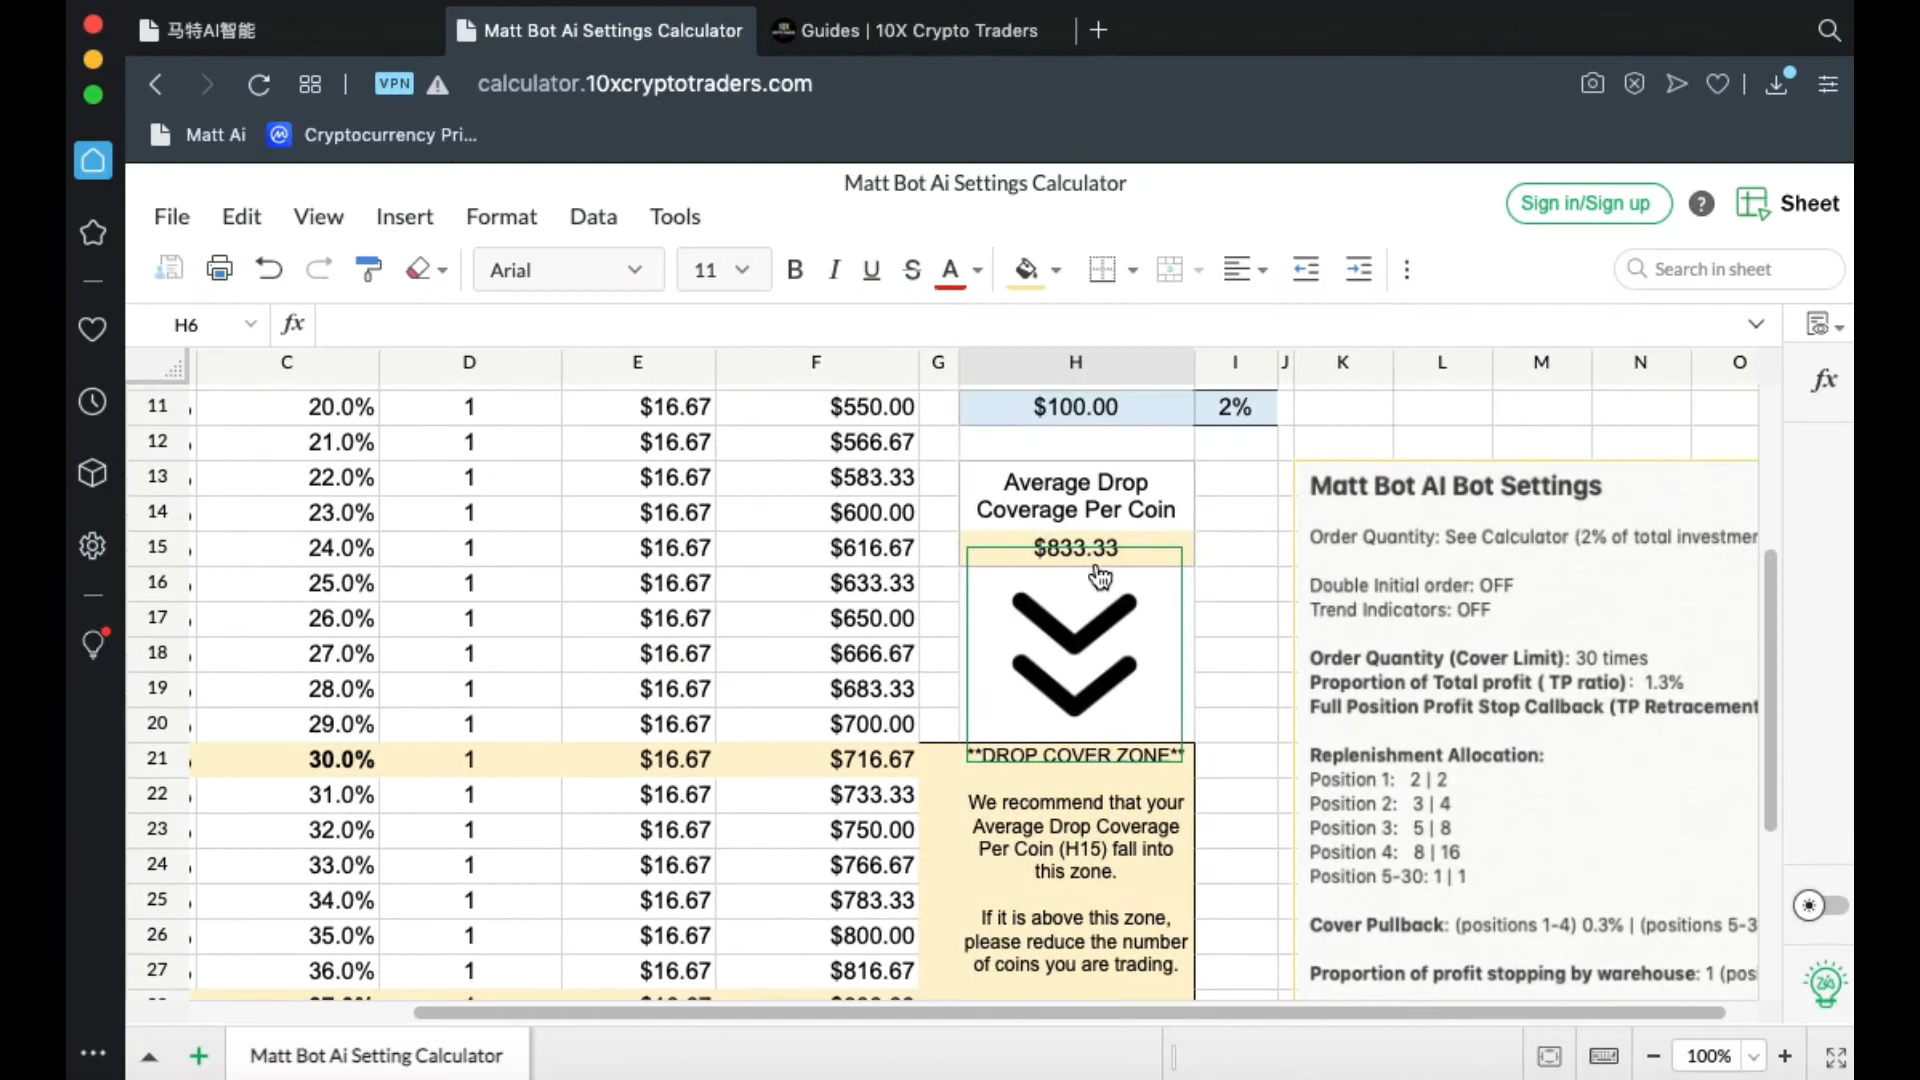 马特AI智能
Matt Bot Ai Settings Calculator
Guides | 10X Crypto Traders
VPN
calculator.10xcryptotraders.com
Matt Ai
Cryptocurrency Pri...
Matt Bot Ai Settings Calculator
File Edit View Insert Format Data Tools
Sign in/Sign up
Sheet
Arial 11 B I U S A
Search in sheet
H6 fx
C D E F G H I J K L M N O
11 20.0% 1 $16.67 $550.00 $100.00 2%
12 21.0% 1 $16.67 $566.67
13 22.0% 1 $16.67 $583.33
14 23.0% 1 $16.67 $600.00
15 24.0% 1 $16.67 $616.67 $833.33
16 25.0% 1 $16.67 $633.33
17 26.0% 1 $16.67 $650.00
18 27.0% 1 $16.67 $666.67
19 28.0% 1 $16.67 $683.33
20 29.0% 1 $16.67 $700.00
21 30.0% 1 $16.67 $716.67
22 31.0% 1 $16.67 $733.33
23 32.0% 1 $16.67 $750.00
24 33.0% 1 $16.67 $766.67
25 34.0% 1 $16.67 $783.33
26 35.0% 1 $16.67 $800.00
27 36.0% 1 $16.67 $816.67
Average Drop
Coverage Per Coin
**DROP COVER ZONE**
We recommend that your
Average Drop Coverage
Per Coin (H15) fall into
this zone.
If it is above this zone,
please reduce the number
of coins you are trading.
Matt Bot AI Bot Settings
Order Quantity: See Calculator (2% of total investmen
Double Initial order: OFF
Trend Indicators: OFF
Order Quantity (Cover Limit): 30 times
Proportion of Total profit ( TP ratio): 1.3%
Full Position Profit Stop Callback (TP Retracement
Replenishment Allocation:
Position 1: 2 | 2
Position 2: 3 | 4
Position 3: 5 | 8
Position 4: 8 | 16
Position 5-30: 1 | 1
Cover Pullback: (positions 1-4) 0.3% | (positions 5-3
Proportion of profit stopping by warehouse: 1 (pos
fx
Matt Bot Ai Setting Calculator
100%